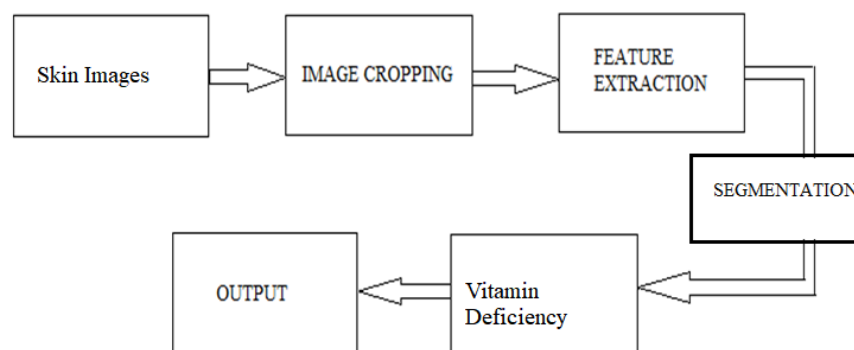 Skin Images
IMAGE CROPPING
FEATURE
EXTRACTION
SEGMENTATION
Vitamin
Deficiency
OUTPUT